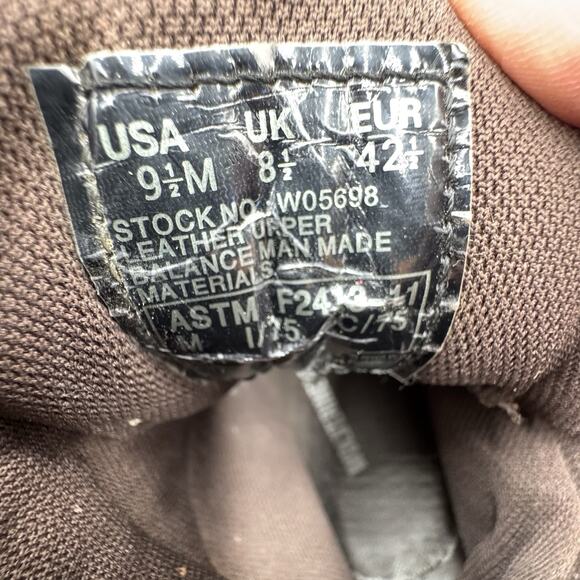 USA UK EUR
9½M 8½ 42½
STOCK NO. W05698
LEATHER UPPER
BALANCE MAN MADE
MATERIALS
ASTM F2413-11
M I/75 C/75